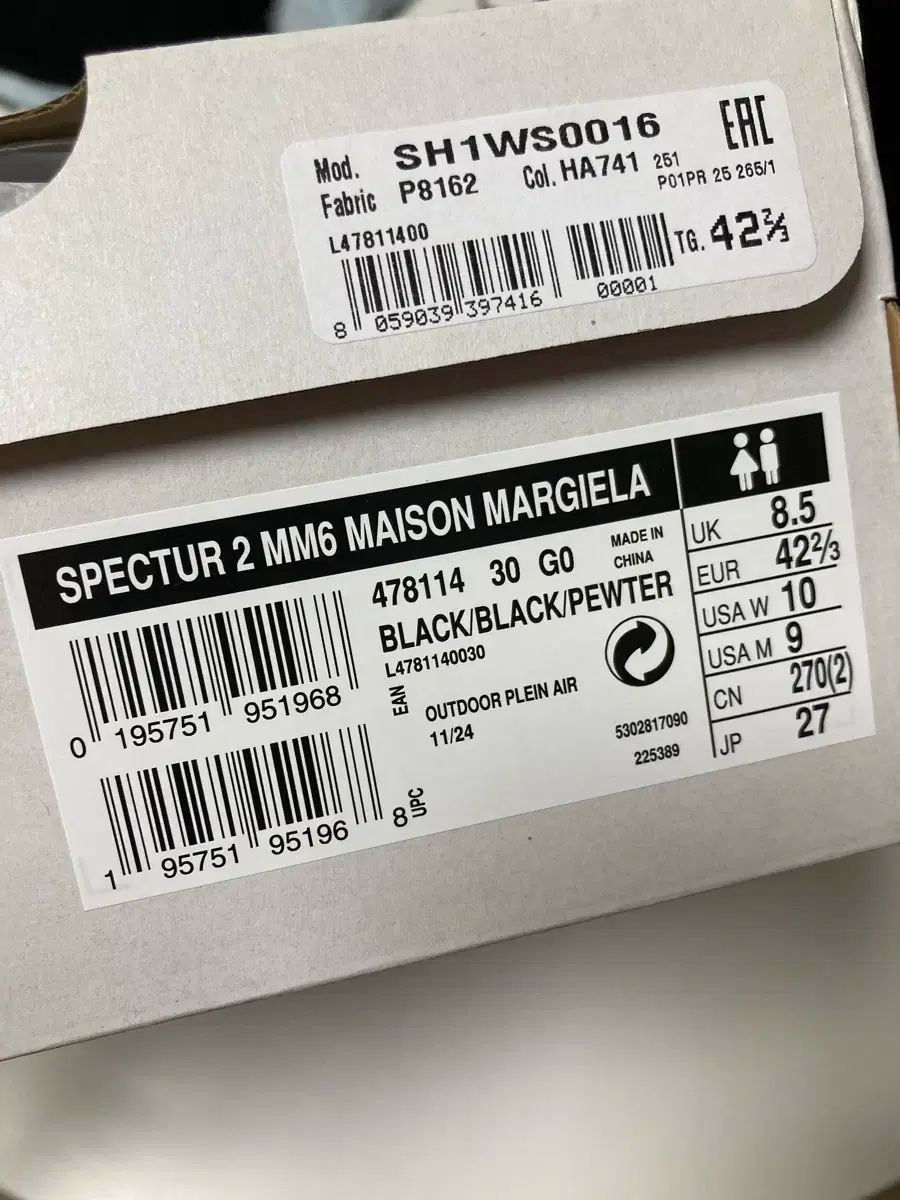 Mod. SH1WS0016 EAC
Fabric P8162 Col. HA741 251
P01PR 25 265/1
L47811400
TG. 42⅔
8 059039 397416 00001
SPECTUR 2 MM6 MAISON MARGIELA
478114 30 G0 MADE IN
CHINA
BLACK/BLACK/PEWTER
L4781140030
0 195751 951968 EAN
OUTDOOR PLEIN AIR
11/24
5302817090
225389
1 95751 95196 8 UPC
UK 8.5
EUR 42⅔
USA W 10
USA M 9
CN 270(2)
JP 27